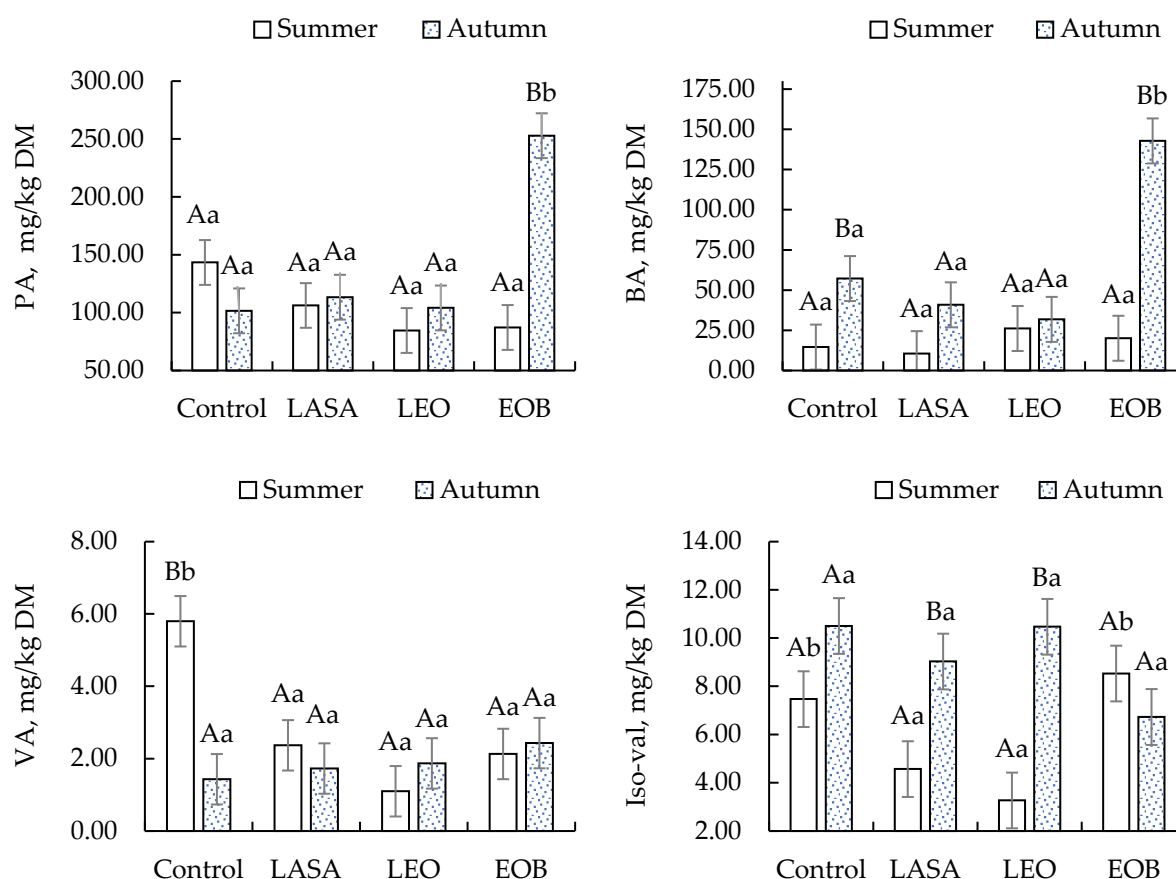 Summer Autumn
PA, mg/kg DM
300.00
250.00
200.00
150.00
100.00
50.00
Aa Aa Aa Aa Aa Aa Aa Bb
Control LASA LEO EOB
Summer Autumn
BA, mg/kg DM
175.00
150.00
125.00
100.00
75.00
50.00
25.00
0.00
Aa Ba Aa Aa Aa Aa Aa Bb
Control LASA LEO EOB
Summer Autumn
VA, mg/kg DM
8.00
6.00
4.00
2.00
0.00
Bb Aa Aa Aa Aa Aa Aa Aa
Control LASA LEO EOB
Summer Autumn
Iso-val, mg/kg DM
14.00
12.00
10.00
8.00
6.00
4.00
2.00
Ab Aa Aa Ba Aa Ba Ab Aa
Control LASA LEO EOB